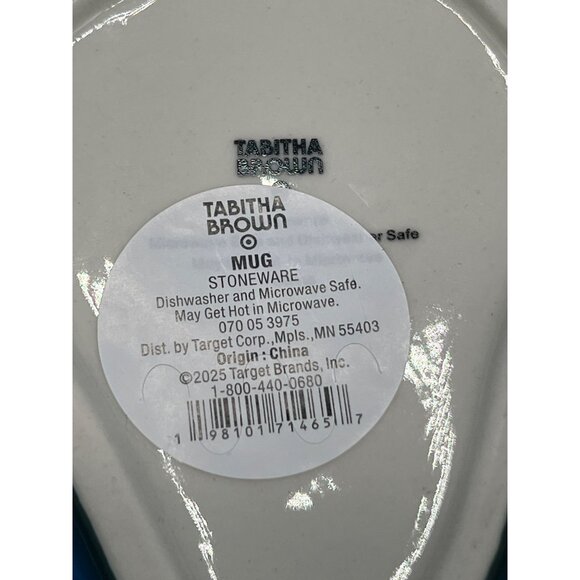 TABITHA
BROWN
TABITHA
BROWN
MUG
STONEWARE
Dishwasher and Microwave Safe.
May Get Hot in Microwave.
070 05 3975
Dist. by Target Corp.,Mpls.,MN 55403
Origin : China
©2025 Target Brands, Inc.
1-800-440-0680
1 98101 71465 7
Safe